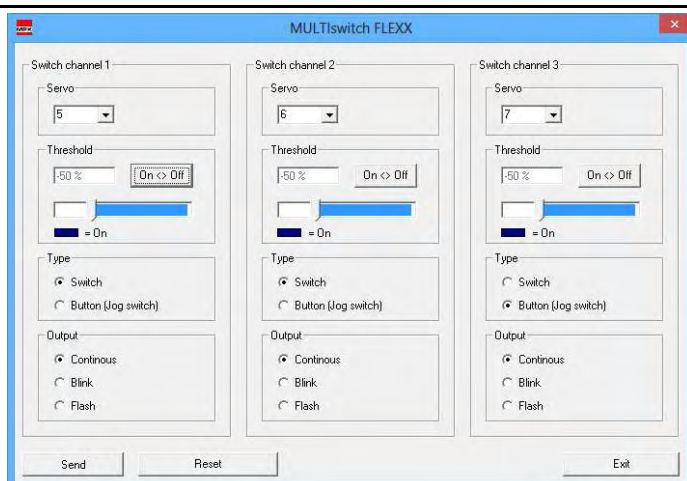 MPX
MULTIswitch FLEXX
Switch channel 1
Servo
5
Threshold
-50 %
On <> Off
= On
Type
Switch
Button (Jog switch)
Output
Continous
Blink
Flash
Switch channel 2
Servo
6
Threshold
-50 %
On <> Off
= On
Type
Switch
Button (Jog switch)
Output
Continous
Blink
Flash
Switch channel 3
Servo
7
Threshold
-50 %
On <> Off
= On
Type
Switch
Button (Jog switch)
Output
Continous
Blink
Flash
Send
Reset
Exit